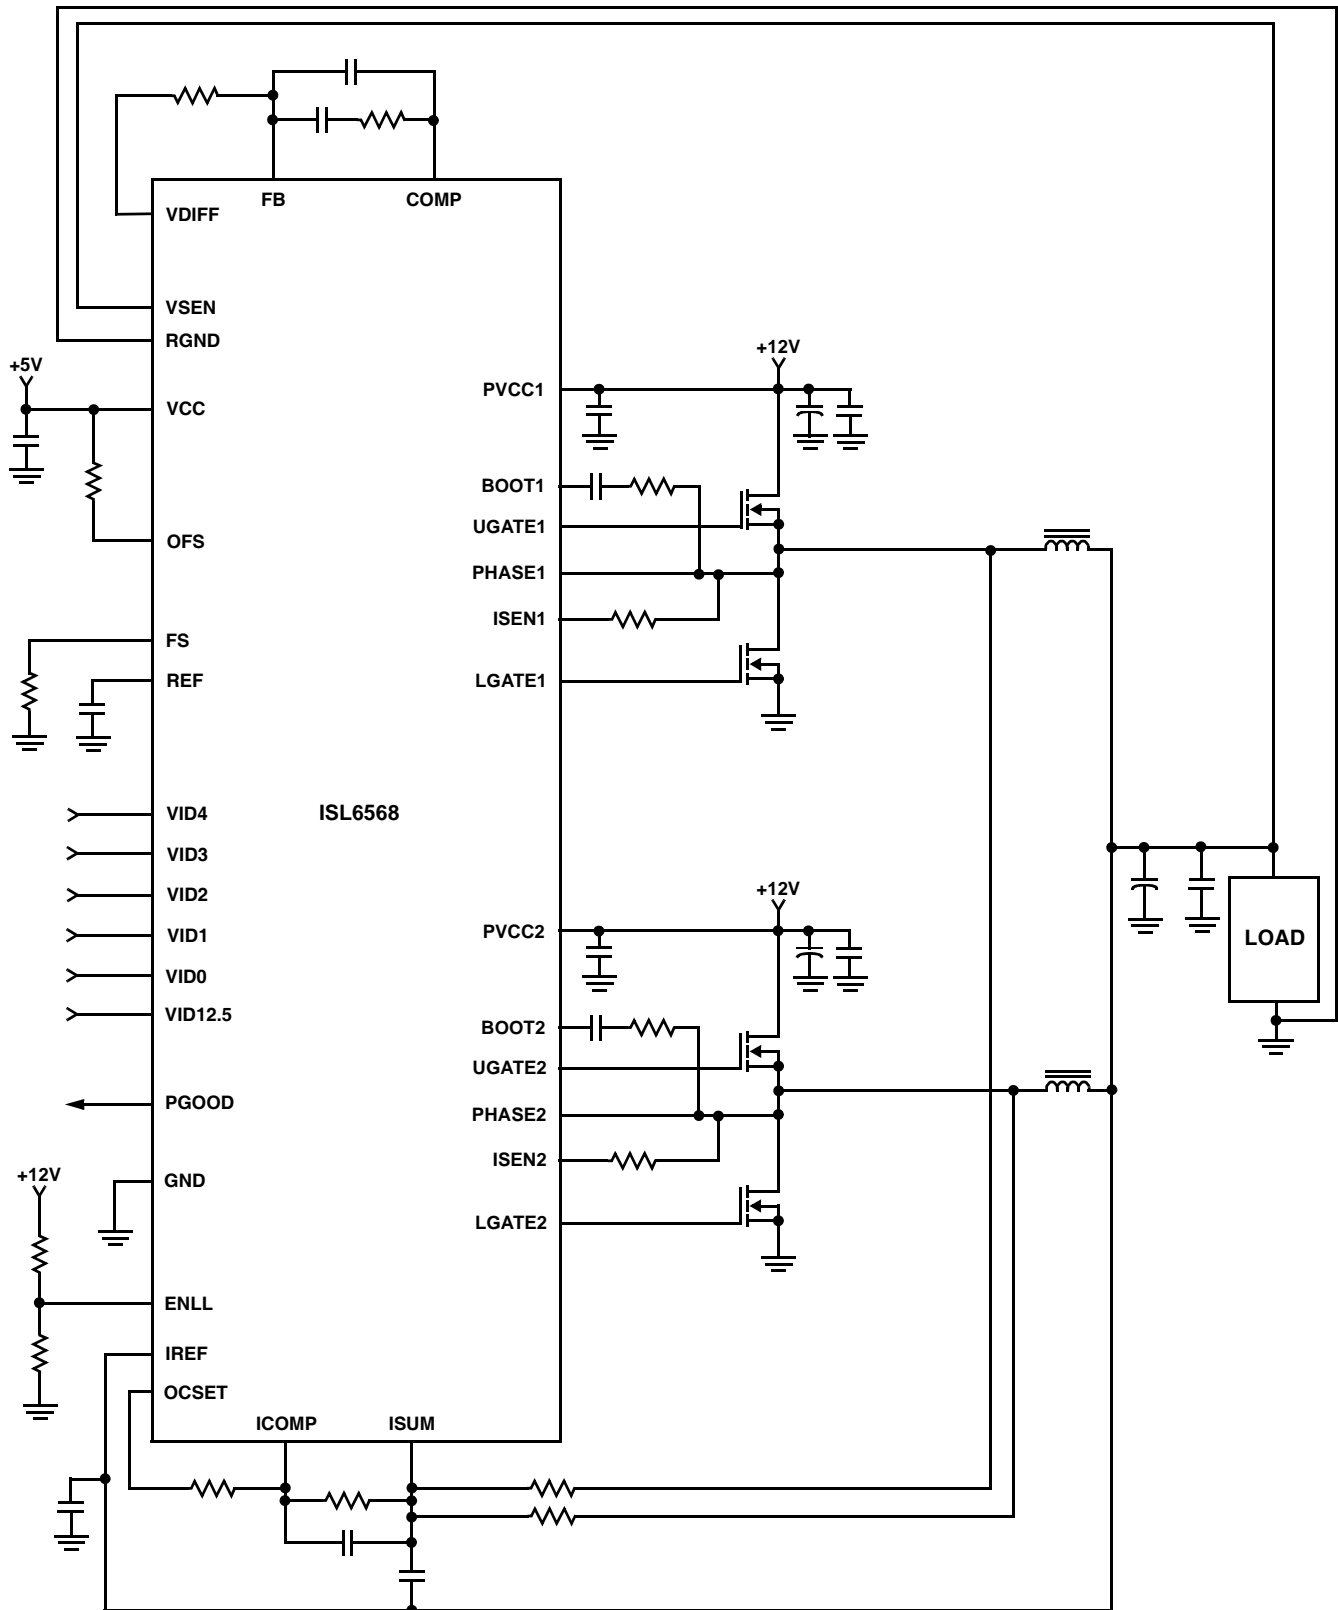 FB
COMP
VDIFF
VSEN
RGND
+5V
VCC
OFS
FS
REF
VID4
VID3
VID2
VID1
VID0
VID12.5
PGOOD
+12V
GND
ENLL
IREF
OCSET
ICOMP
ISUM
ISL6568
+12V
PVCC1
BOOT1
UGATE1
PHASE1
ISEN1
LGATE1
+12V
PVCC2
BOOT2
UGATE2
PHASE2
ISEN2
LGATE2
LOAD